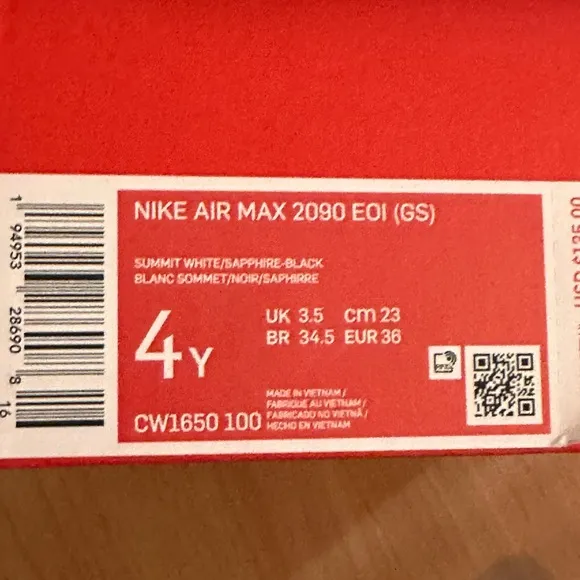 NIKE AIR MAX 2090 EOI (GS)
SUMMIT WHITE/SAPPHIRE-BLACK
BLANC SOMMET/NOIR/SAPHIRRE
4Y
UK 3.5 cm 23
BR 34.5 EUR 36
CW1650 100
MADE IN VIETNAM /
FABRIQUE AU VIETNAM /
FABRICADO NO VIETNÃ /
HECHO EN VIETNAM
1 94953 28690 8
16